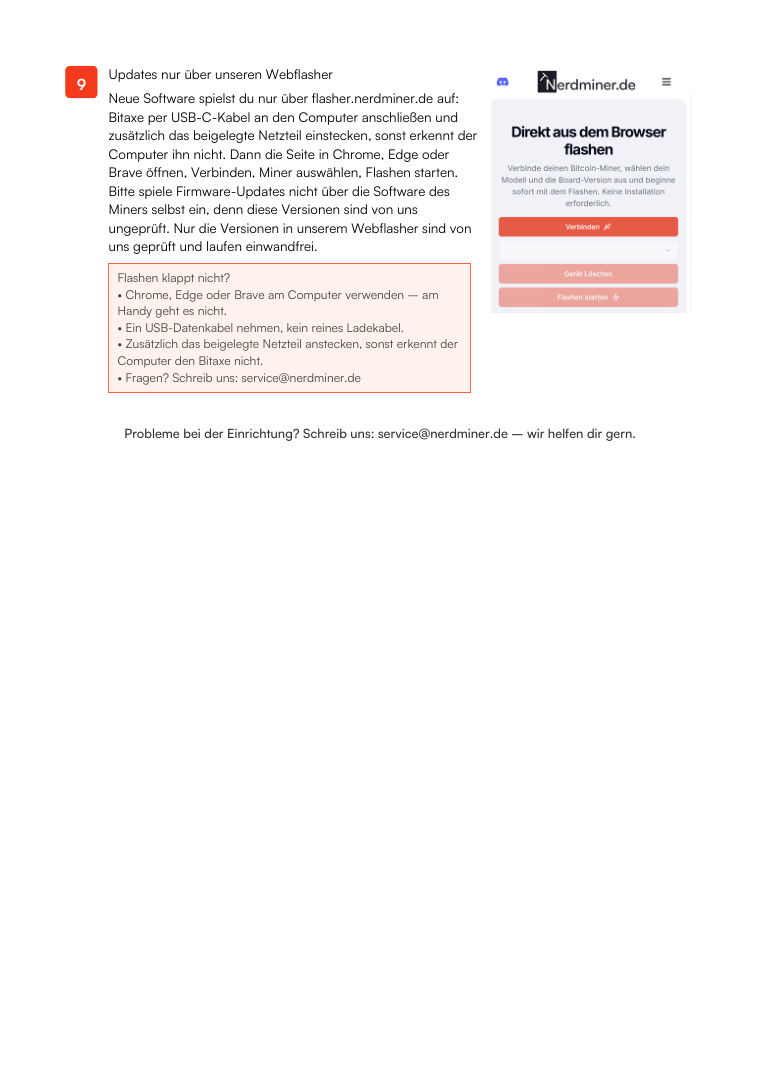 9
Updates nur über unseren Webflasher
Neue Software spielst du nur über flasher.nerdminer.de auf:
Bitaxe per USB-C-Kabel an den Computer anschließen und
zusätzlich das beigelegte Netzteil einstecken, sonst erkennt der
Computer ihn nicht. Dann die Seite in Chrome, Edge oder
Brave öffnen, Verbinden, Miner auswählen, Flashen starten.
Bitte spiele Firmware-Updates nicht über die Software des
Miners selbst ein, denn diese Versionen sind von uns
ungeprüft. Nur die Versionen in unserem Webflasher sind von
uns geprüft und laufen einwandfrei.
Flashen klappt nicht?
• Chrome, Edge oder Brave am Computer verwenden — am
Handy geht es nicht.
• Ein USB-Datenkabel nehmen, kein reines Ladekabel.
• Zusätzlich das beigelegte Netzteil anstecken, sonst erkennt der
Computer den Bitaxe nicht.
• Fragen? Schreib uns: service@nerdminer.de
Nerdminer.de
Direkt aus dem Browser
flashen
Verbinde deinen Bitcoin-Miner, wählen dein
Modell und die Board-Version aus und beginne
sofort mit dem Flashen. Keine Installation
erforderlich.
Verbinden
Gerät Löschen
Flashen starten
Probleme bei der Einrichtung? Schreib uns: service@nerdminer.de — wir helfen dir gern.